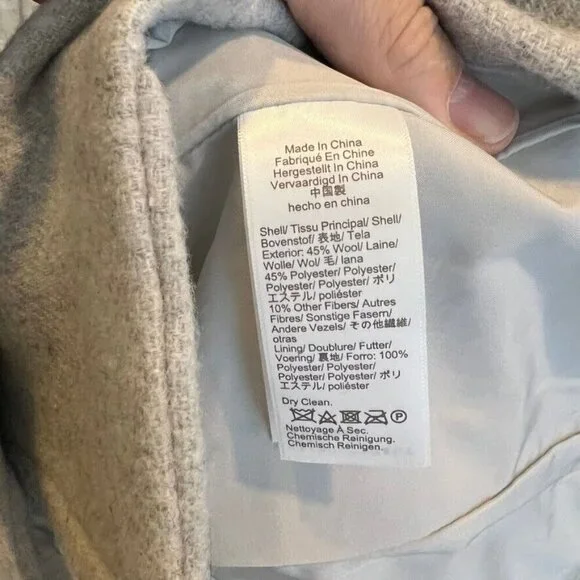 Made In China
Fabriqué En Chine
Hergestellt In China
Vervaardigd In China
中国製
hecho en china
Shell/ Tissu Principal/ Shell/
Bovenstof/ 表地/ Tela
Exterior: 45% Wool/ Laine/
Wolle/ Wol/ 毛/ lana
45% Polyester/ Polyester/
Polyester/ Polyester/ ポリ
エステル/ poliéster
10% Other Fibers/ Autres
Fibres/ Sonstige Fasern/
Andere Vezels/ その他繊維/
otras
Lining/ Doublure/ Futter/
Voering/ 裏地/ Forro: 100%
Polyester/ Polyester/
Polyester/ Polyester/ ポリ
エステル/ poliéster
Dry Clean.
P
Nettoyage À Sec.
Chemische Reinigung.
Chemisch Reinigen.